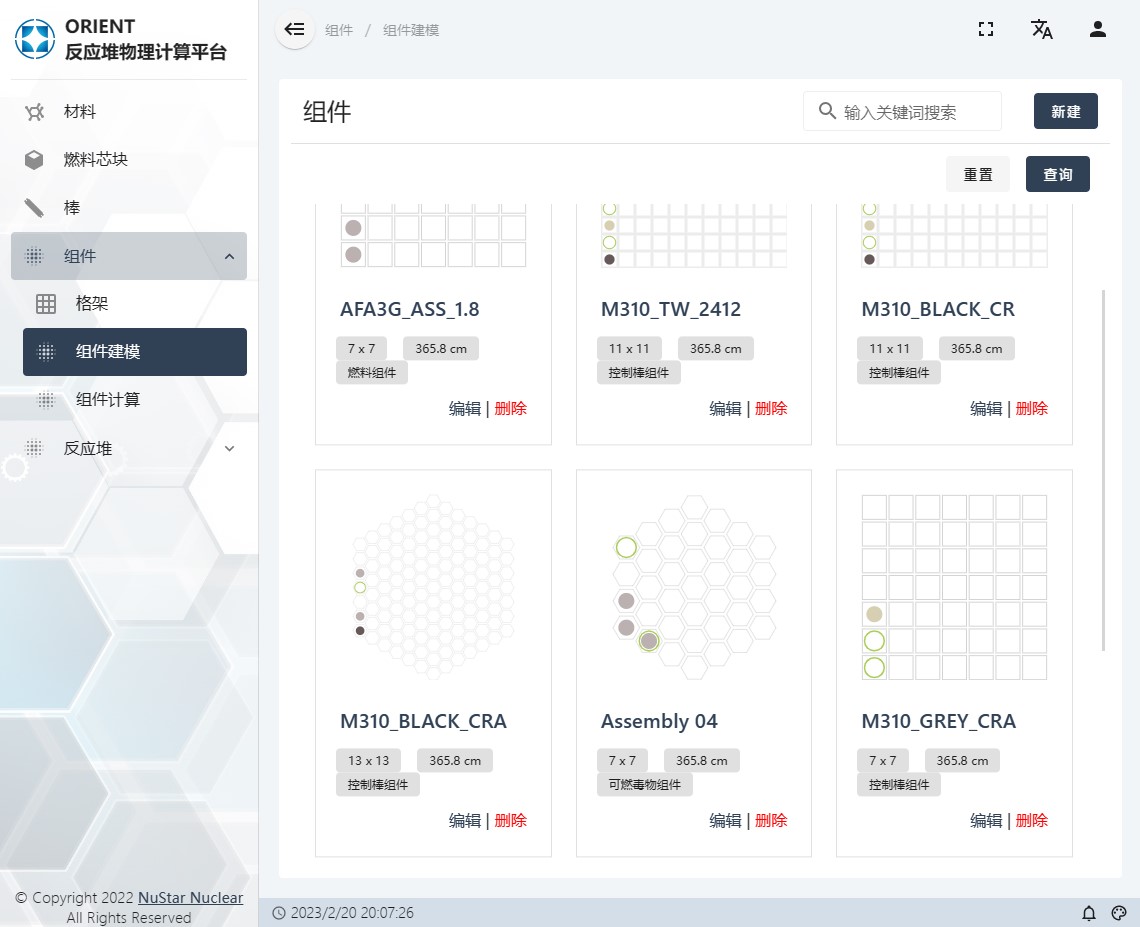 ORIENT
反应堆物理计算平台
材料
燃料芯块
棒
组件
格架
组件建模
组件计算
反应堆
© Copyright 2022 NuStar Nuclear
All Rights Reserved
组件 / 组件建模
组件
输入关键词搜索
新建
重置
查询
AFA3G_ASS_1.8
7 x 7 365.8 cm
燃料组件
编辑 | 删除
M310_TW_2412
11 x 11 365.8 cm
控制棒组件
编辑 | 删除
M310_BLACK_CR
11 x 11 365.8 cm
控制棒组件
编辑 | 删除
M310_BLACK_CRA
13 x 13 365.8 cm
控制棒组件
编辑 | 删除
Assembly 04
7 x 7 365.8 cm
可燃毒物组件
编辑 | 删除
M310_GREY_CRA
7 x 7 365.8 cm
控制棒组件
编辑 | 删除
2023/2/20 20:07:26